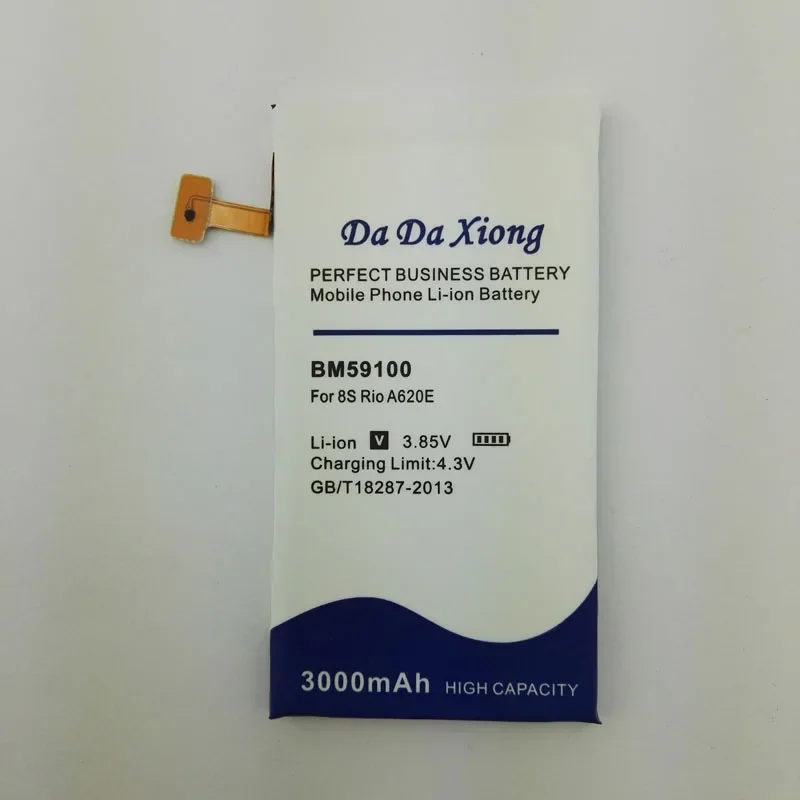 Da Da Xiong
PERFECT BUSINESS BATTERY
Mobile Phone Li-ion Battery
BM59100
For 8S Rio A620E
Li-ion V 3.85V
Charging Limit:4.3V
GB/T18287-2013
3000mAh HIGH CAPACITY